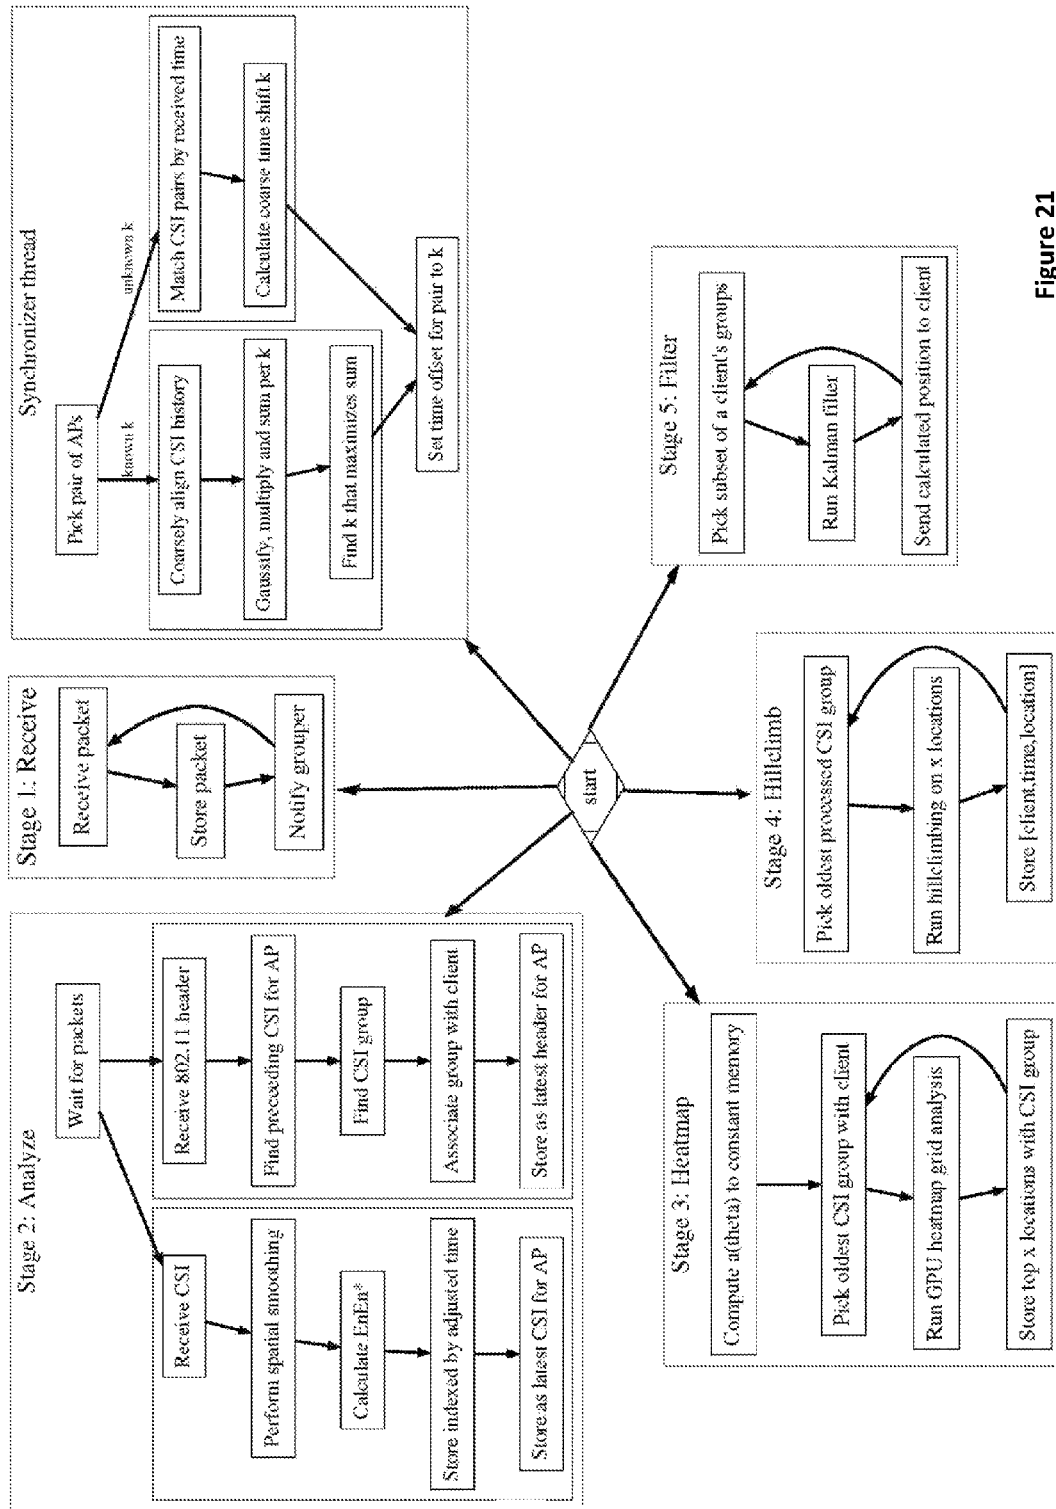 Stage 2: Analyze
Wait for packets
Receive CSI
Perform spatial smoothing
Calculate EnEn*
Store indexed by adjusted time
Store as latest CSI for AP
Receive 802.11 header
Find preceeding CSI for AP
Find CSI group
Associate group with client
Store as latest header for AP
Stage 1: Receive
Receive packet
Store packet
Notify grouper
Synchronizer thread
Pick pair of APs
known k
unknown k
Coarsely align CSI history
Gaussify, multiply and sum per k
Find k that maximizes sum
Match CSI pairs by received time
Calculate coarse time shift k
Set time offset for pair to k
start
Stage 3: Heatmap
Compute a(theta) to constant memory
Pick oldest CSI group with client
Run GPU heatmap grid analysis
Store top x locations with CSI group
Stage 4: Hillclimb
Pick oldest processed CSI group
Run hillclimbing on x locations
Store [client,time,location]
Stage 5: Filter
Pick subset of a client's groups
Run Kalman filter
Send calculated position to client
Figure 21